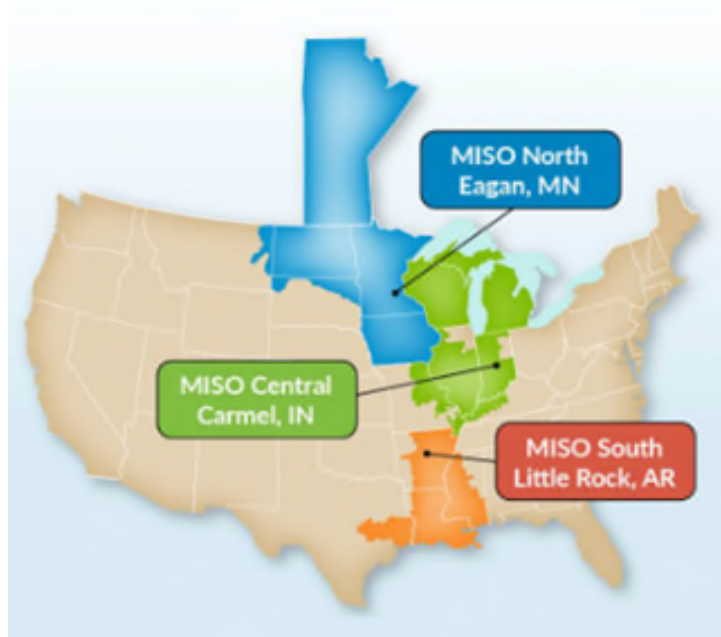 MISO North
Eagan, MN
MISO Central
Carmel, IN
MISO South
Little Rock, AR